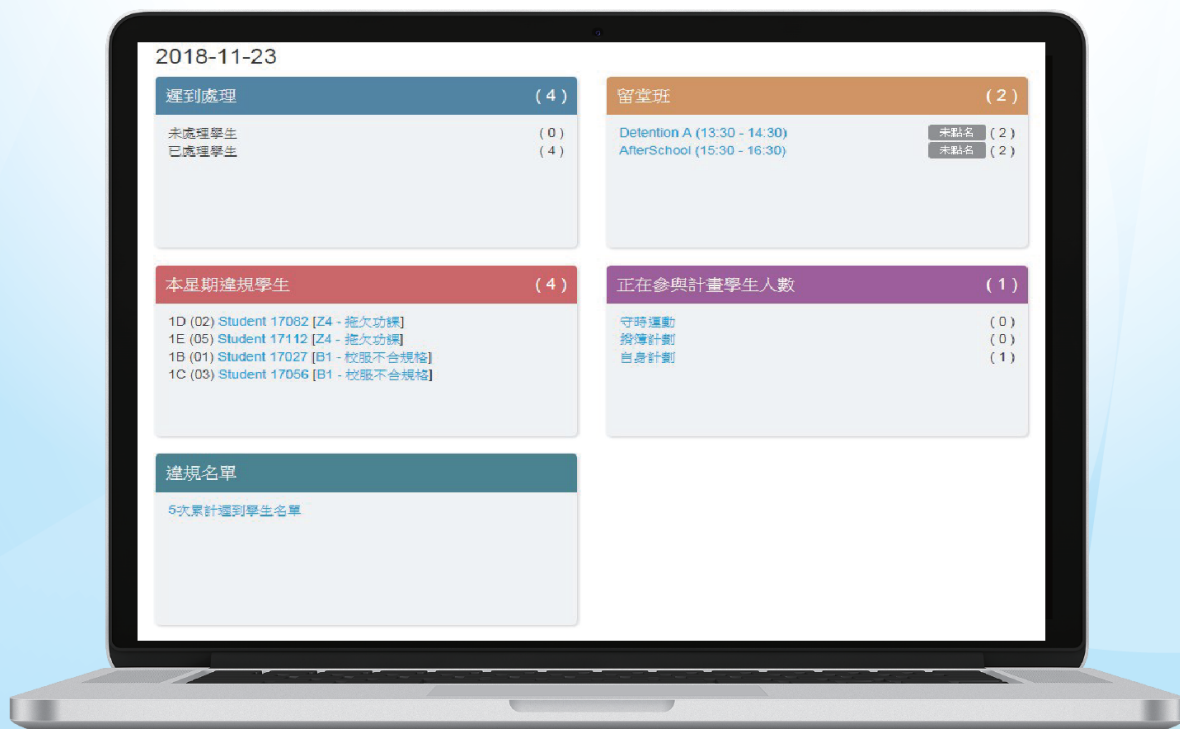 2018-11-23
遲到處理 (4)
未處理學生 (0)
已處理學生 (4)
留堂班 (2)
Detention A (13:30 - 14:30) 未點名 (2)
AfterSchool (15:30 - 16:30) 未點名 (2)
本星期違規學生 (4)
1D (02) Student 17082 [Z4 - 拖欠功課]
1E (05) Student 17112 [Z4 - 拖欠功課]
1B (01) Student 17027 [B1 - 校服不合規格]
1C (03) Student 17056 [B1 - 校服不合規格]
正在參與計畫學生人數 (1)
守時運動 (0)
撥簿計劃 (0)
自身計劃 (1)
違規名單
5次累計遲到學生名單